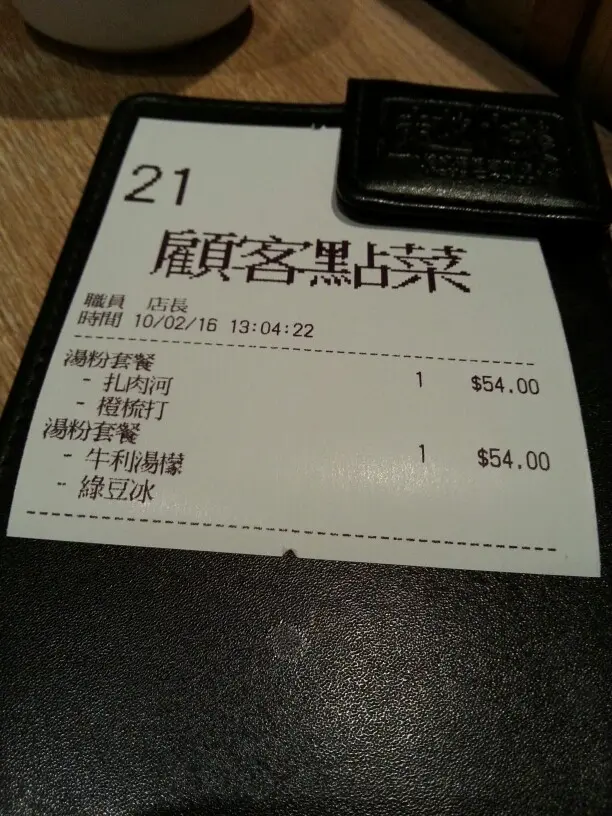 21
顧客點菜
職員 店長
時間 10/02/16 13:04:22
湯粉套餐 1 $54.00
- 扎肉河
- 橙梳打
湯粉套餐 1 $54.00
- 牛利湯檬
- 綠豆冰